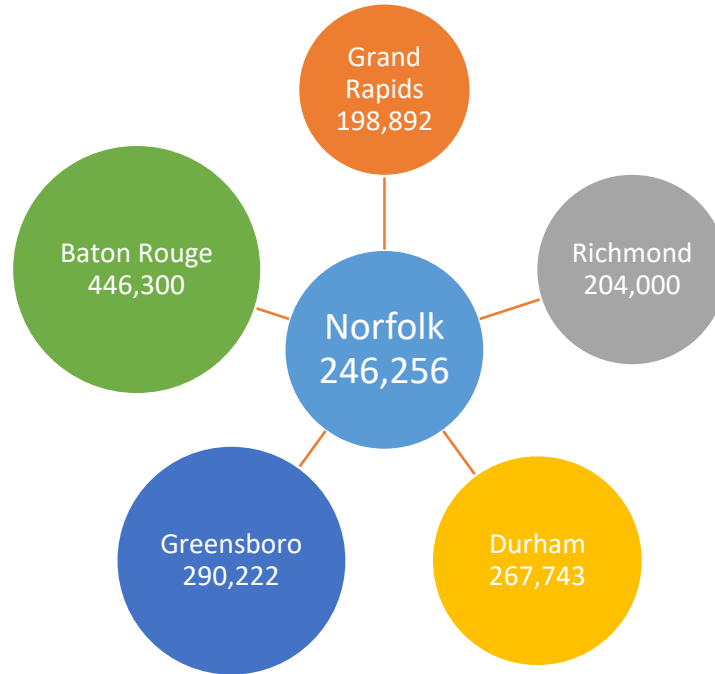 Grand
Rapids
198,892
Baton Rouge
446,300
Richmond
204,000
Norfolk
246,256
Greensboro
290,222
Durham
267,743